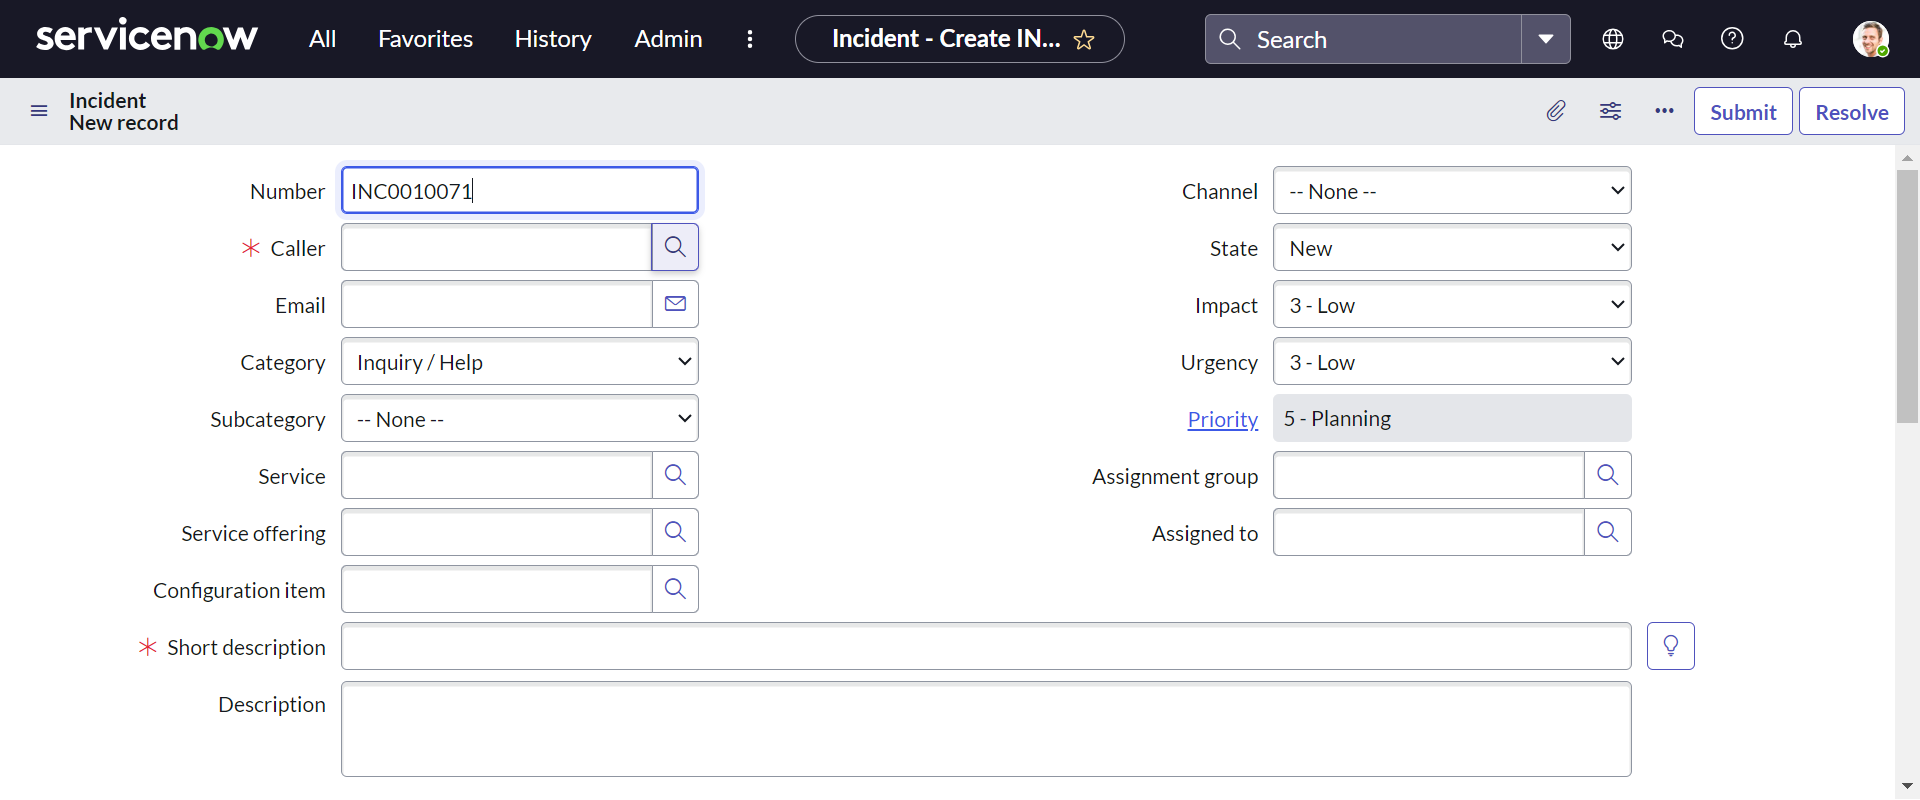 servicenow All Favorites History Admin Incident - Create IN... Search
Incident
New record
Submit Resolve
Number INC0010071
Channel -- None --
Caller
State New
Email
Impact 3 - Low
Category Inquiry / Help
Urgency 3 - Low
Subcategory -- None --
Priority 5 - Planning
Service
Assignment group
Service offering
Assigned to
Configuration item
Short description
Description